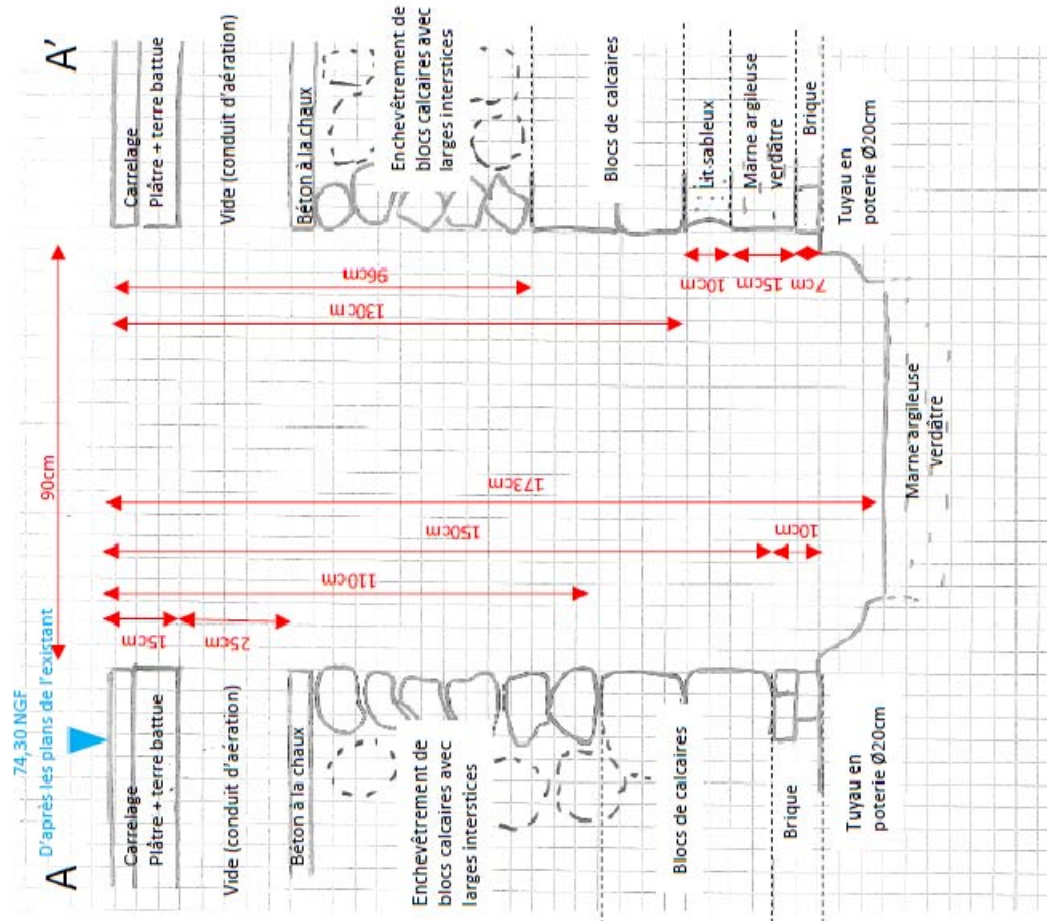 74,30 NGF
D'après les plans de l'existant
A
A'
90cm
Carrelage
Plâtre + terre battue
Vide (conduit d'aération)
Béton à la chaux
Enchevêtrement de
blocs calcaires avec
larges interstices
Blocs de calcaires
Brique
Tuyau en
poterie Ø20cm
15cm
25cm
110cm
150cm
10cm
173cm
Marne argileuse
verdâtre
130cm
96cm
10cm
15cm
7cm
Carrelage
Plâtre + terre battue
Vide (conduit d'aération)
Béton à la chaux
Enchevêtrement de
blocs calcaires avec
larges interstices
Blocs de calcaires
Lit sableux
Marne argileuse
verdâtre
Brique
Tuyau en
poterie Ø20cm